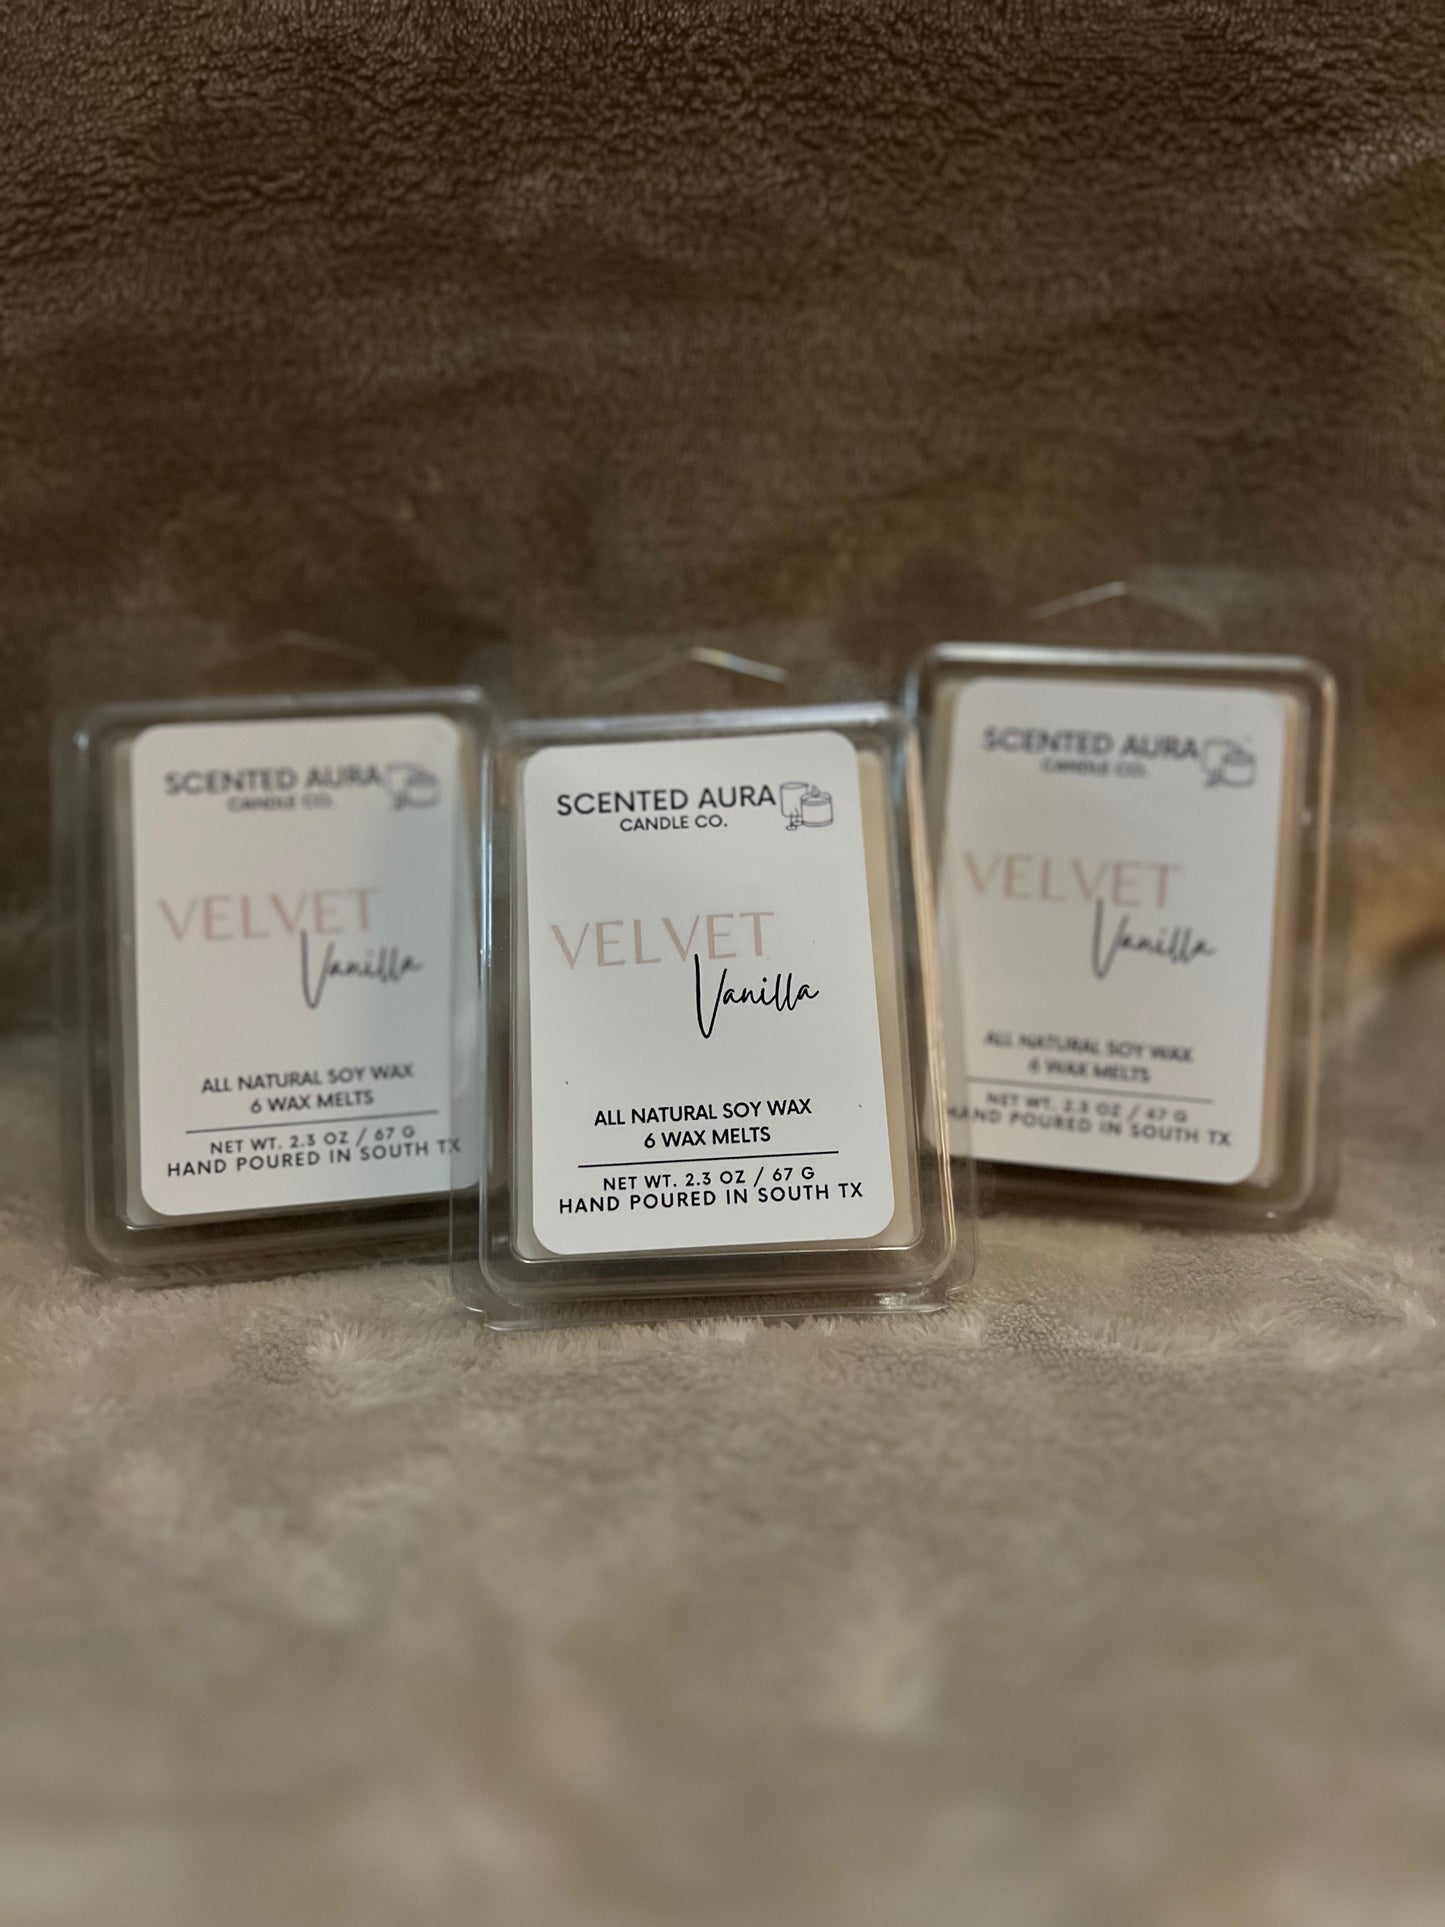 SCENTED AURA
CANDLE CO.
VELVET
Vanilla
ALL NATURAL SOY WAX
6 WAX MELTS
NET WT. 2.3 OZ / 67 G
HAND POURED IN SOUTH TX
SCENTED AURA
CANDLE CO.
VELVET
Vanilla
ALL NATURAL SOY WAX
6 WAX MELTS
NET WT. 2.3 OZ / 67 G
HAND POURED IN SOUTH TX
SCENTED AURA
CANDLE CO.
VELVET
Vanilla
ALL NATURAL SOY WAX
6 WAX MELTS
NET WT. 2.3 OZ / 67 G
HAND POURED IN SOUTH TX